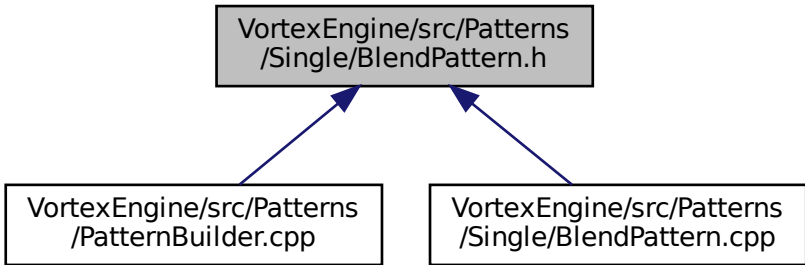 VortexEngine/src/Patterns
/Single/BlendPattern.h
VortexEngine/src/Patterns
/PatternBuilder.cpp
VortexEngine/src/Patterns
/Single/BlendPattern.cpp